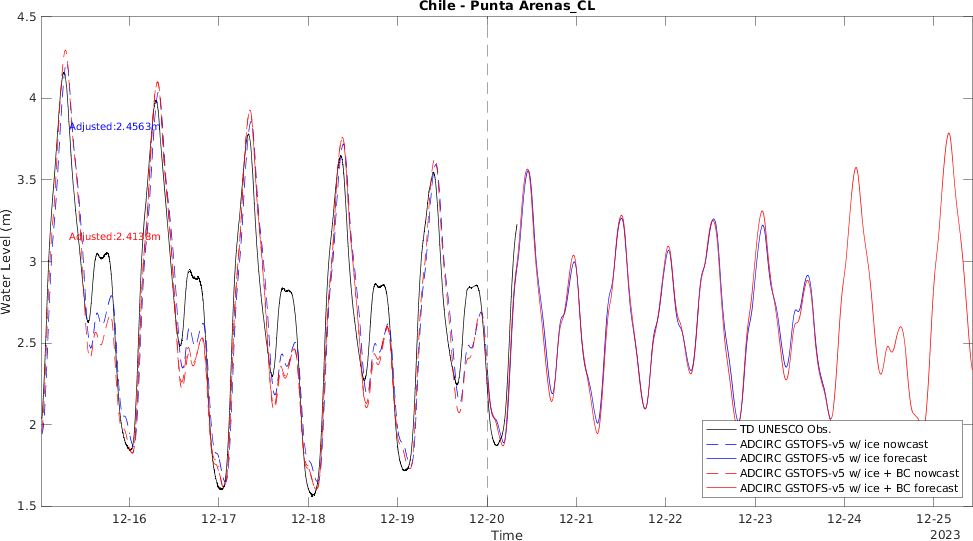 Chile - Punta Arenas_CL
Water Level (m)
4.5
4
3.5
3
2.5
2
1.5
Adjusted:2.4563m
Adjusted:2.4138m
TD UNESCO Obs.
ADCIRC GSTOFS-v5 w/ ice nowcast
ADCIRC GSTOFS-v5 w/ ice forecast
ADCIRC GSTOFS-v5 w/ ice + BC nowcast
ADCIRC GSTOFS-v5 w/ ice + BC forecast
12-16 12-17 12-18 12-19 12-20 12-21 12-22 12-23 12-24 12-25
Time
2023